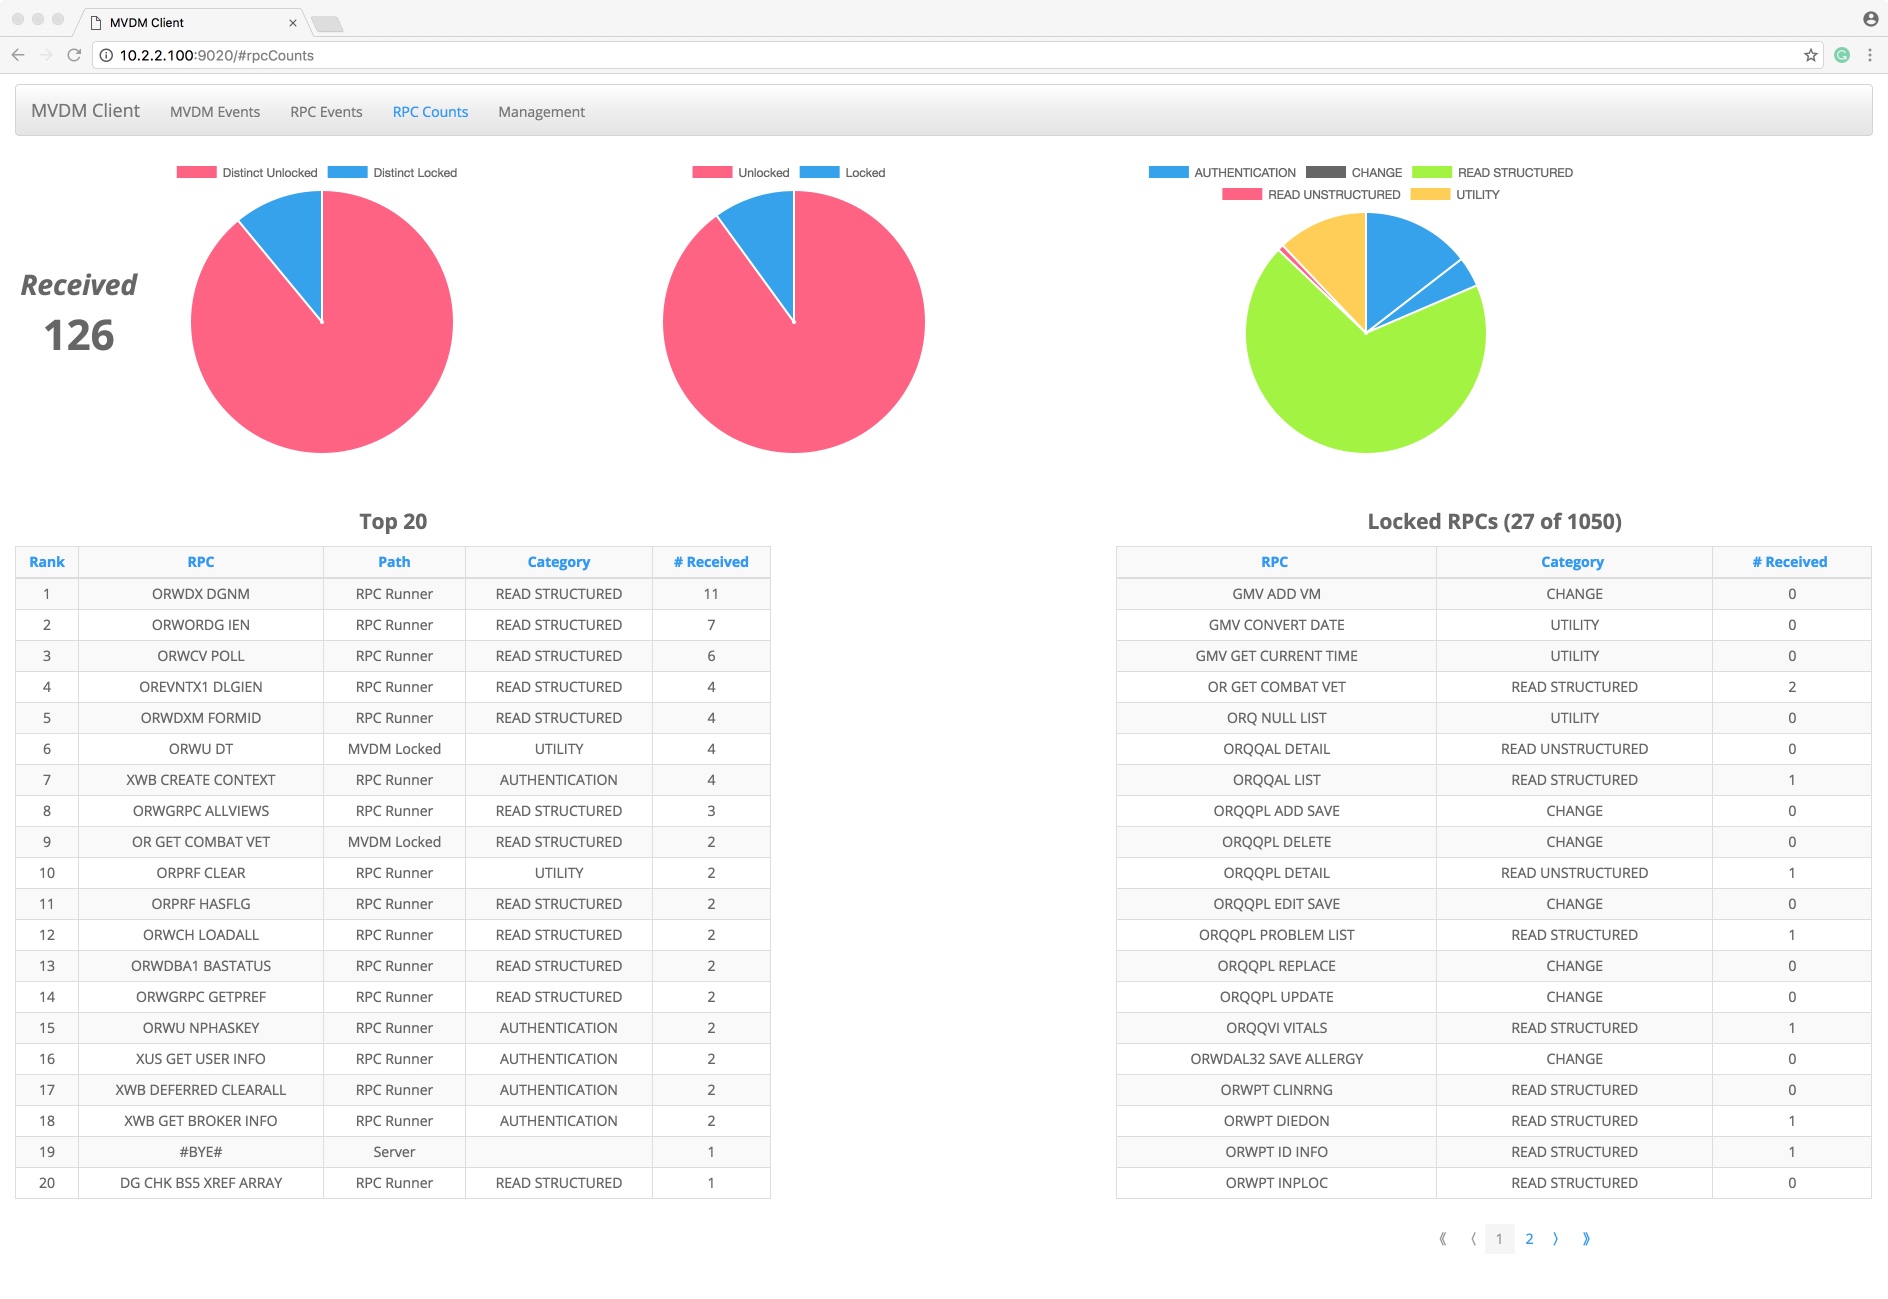 MVDM Client
10.2.2.100:9020/#rpcCounts
MVDM Client MVDM Events RPC Events RPC Counts Management
Distinct Unlocked Distinct Locked
Unlocked Locked
AUTHENTICATION CHANGE READ STRUCTURED
READ UNSTRUCTURED UTILITY
Received
126
Top 20
Rank RPC Path Category # Received
1 ORWDX DGNM RPC Runner READ STRUCTURED 11
2 ORWORDG IEN RPC Runner READ STRUCTURED 7
3 ORWCV POLL RPC Runner READ STRUCTURED 6
4 OREVNTX1 DLGIEN RPC Runner READ STRUCTURED 4
5 ORWDXM FORMID RPC Runner READ STRUCTURED 4
6 ORWU DT MVDM Locked UTILITY 4
7 XWB CREATE CONTEXT RPC Runner AUTHENTICATION 4
8 ORWGRPC ALLVIEWS RPC Runner READ STRUCTURED 3
9 OR GET COMBAT VET MVDM Locked READ STRUCTURED 2
10 ORPRF CLEAR RPC Runner UTILITY 2
11 ORPRF HASFLG RPC Runner READ STRUCTURED 2
12 ORWCH LOADALL RPC Runner READ STRUCTURED 2
13 ORWDBA1 BASTATUS RPC Runner READ STRUCTURED 2
14 ORWGRPC GETPREF RPC Runner READ STRUCTURED 2
15 ORWU NPHASKEY RPC Runner AUTHENTICATION 2
16 XUS GET USER INFO RPC Runner AUTHENTICATION 2
17 XWB DEFERRED CLEARALL RPC Runner AUTHENTICATION 2
18 XWB GET BROKER INFO RPC Runner AUTHENTICATION 2
19 #BYE# Server 1
20 DG CHK BS5 XREF ARRAY RPC Runner READ STRUCTURED 1
Locked RPCs (27 of 1050)
RPC Category # Received
GMV ADD VM CHANGE 0
GMV CONVERT DATE UTILITY 0
GMV GET CURRENT TIME UTILITY 0
OR GET COMBAT VET READ STRUCTURED 2
ORQ NULL LIST UTILITY 0
ORQQAL DETAIL READ UNSTRUCTURED 0
ORQQAL LIST READ STRUCTURED 1
ORQQPL ADD SAVE CHANGE 0
ORQQPL DELETE CHANGE 0
ORQQPL DETAIL READ UNSTRUCTURED 1
ORQQPL EDIT SAVE CHANGE 0
ORQQPL PROBLEM LIST READ STRUCTURED 1
ORQQPL REPLACE CHANGE 0
ORQQPL UPDATE CHANGE 0
ORQQVI VITALS READ STRUCTURED 1
ORWDAL32 SAVE ALLERGY CHANGE 0
ORWPT CLINRNG READ STRUCTURED 0
ORWPT DIEDON READ STRUCTURED 1
ORWPT ID INFO READ STRUCTURED 1
ORWPT INPLOC READ STRUCTURED 0
⟪ ⟨ 1 2 ⟩ ⟫